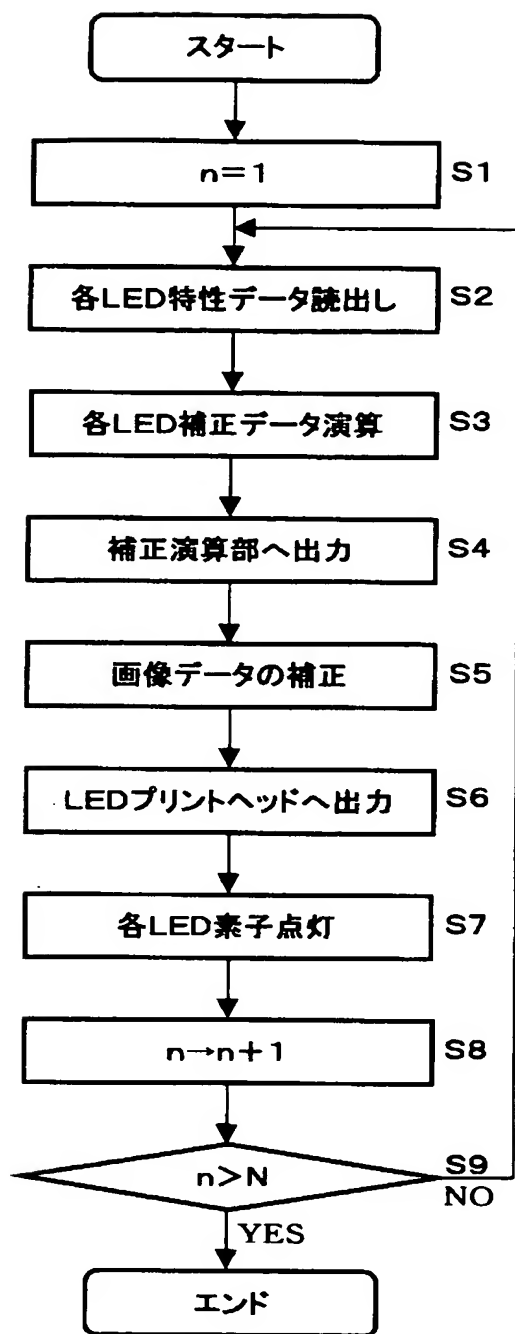 スタート
n=1 S1
各LED特性データ読出し S2
各LED補正データ演算 S3
補正演算部へ出力 S4
画像データの補正 S5
LEDプリントヘッドへ出力 S6
各LED素子点灯 S7
n→n+1 S8
n>N S9
NO
YES
エンド